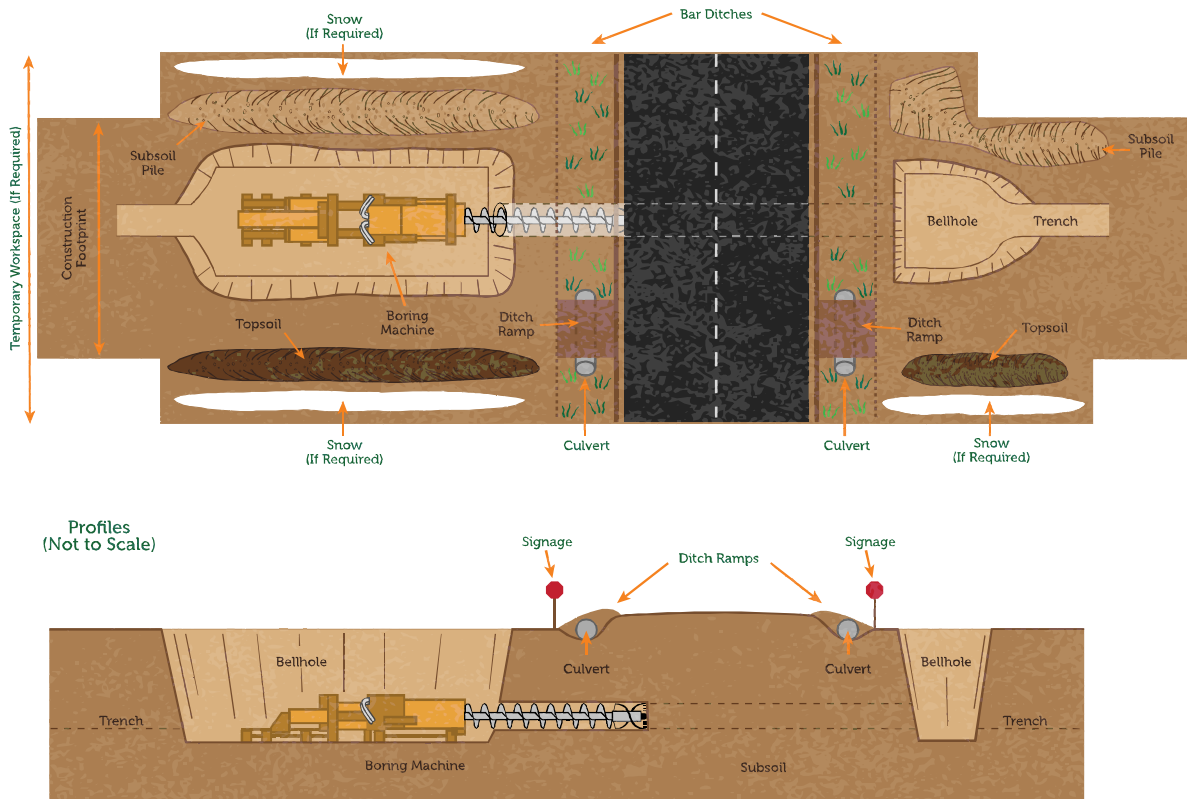 Bar Ditches
Snow
(If Required)
Temporary Workspace (If Required)
Construction
Footprint
Subsoil
Pile
Subsoil
Pile
Bellhole
Trench
Topsoil
Boring
Machine
Ditch
Ramp
Ditch
Ramp
Topsoil
Snow
(If Required)
Culvert
Culvert
Snow
(If Required)
Profiles
(Not to Scale)
Signage
Ditch Ramps
Signage
Bellhole
Culvert
Culvert
Bellhole
Trench
Trench
Boring Machine
Subsoil